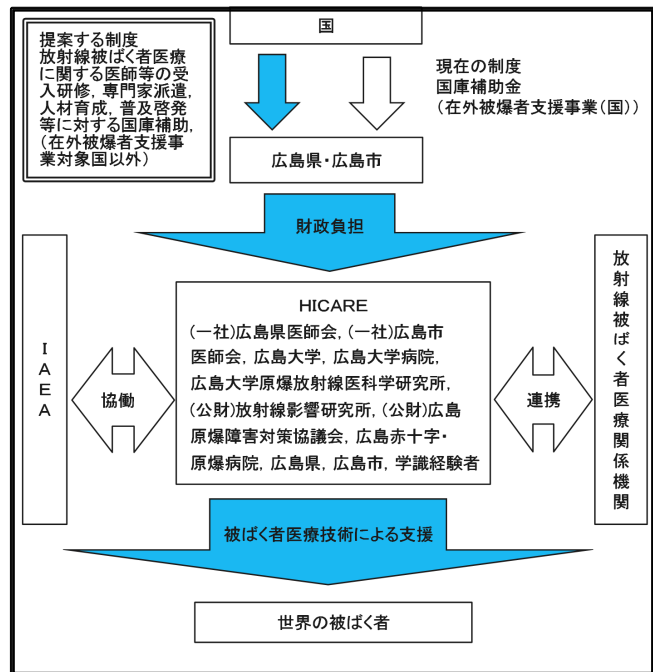 国
提案する制度
放射線被ばく者医療
に関する医師等の受
入研修, 専門家派遣,
人材育成, 普及啓発
等に対する国庫補助,
(在外被爆者支援事
業対象国以外)
現在の制度
国庫補助金
(在外被爆者支援事業(国))
広島県・広島市
財政負担
IAEA
協働
HICARE
(一社)広島県医師会, (一社)広島市
医師会, 広島大学, 広島大学病院,
広島大学原爆放射線医科学研究所,
(公財)放射線影響研究所, (公財)広島
原爆障害対策協議会, 広島赤十字・
原爆病院, 広島県, 広島市, 学識経験者
連携
放射線被ばく者医療関係機関
被ばく者医療技術による支援
世界の被ばく者